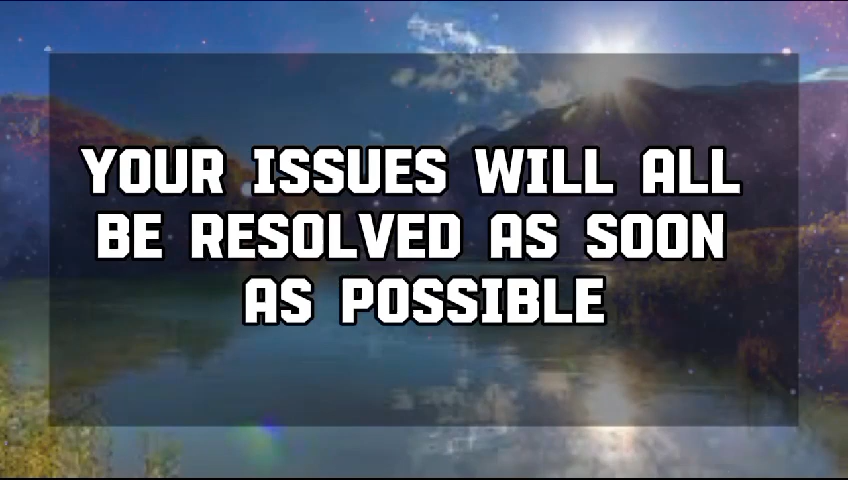 YOUR ISSUES WILL ALL
BE RESOLVED AS SOON
AS POSSIBLE